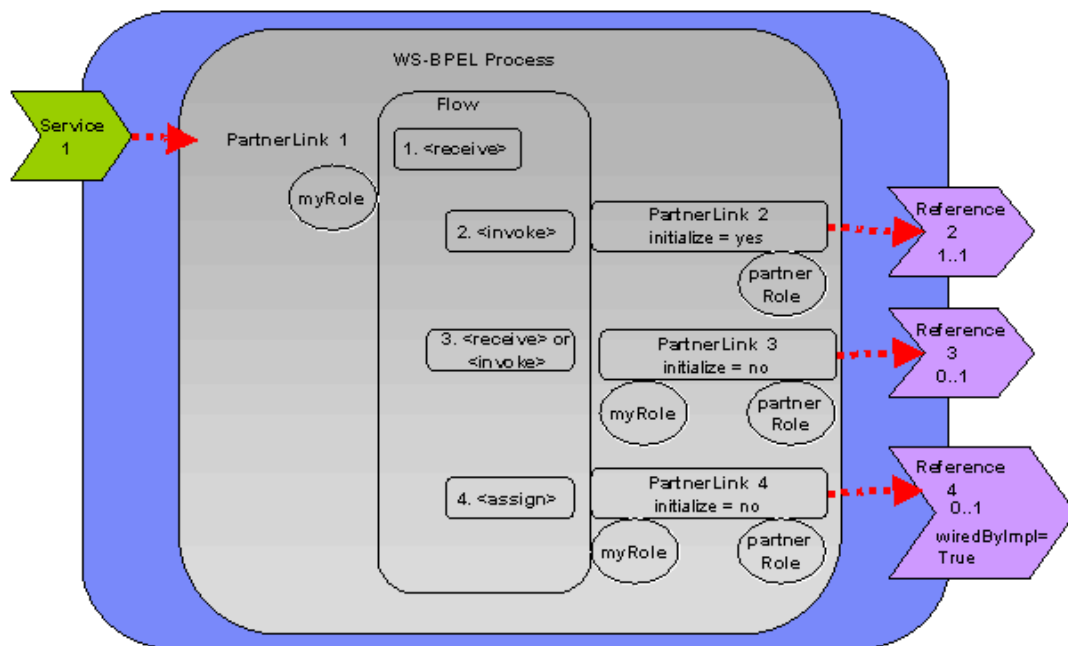 WS-BPEL Process
Flow
Service
1
PartnerLink 1
1. <receive>
myRole
2. <invoke>
PartnerLink 2
initialize = yes
partner
Role
Reference
2
1..1
3. <receive> or
<invoke>
PartnerLink 3
initialize = no
myRole
partner
Role
Reference
3
0..1
4. <assign>
PartnerLink 4
initialize = no
myRole
partner
Role
Reference
4
0..1
wiredByImpl=
True